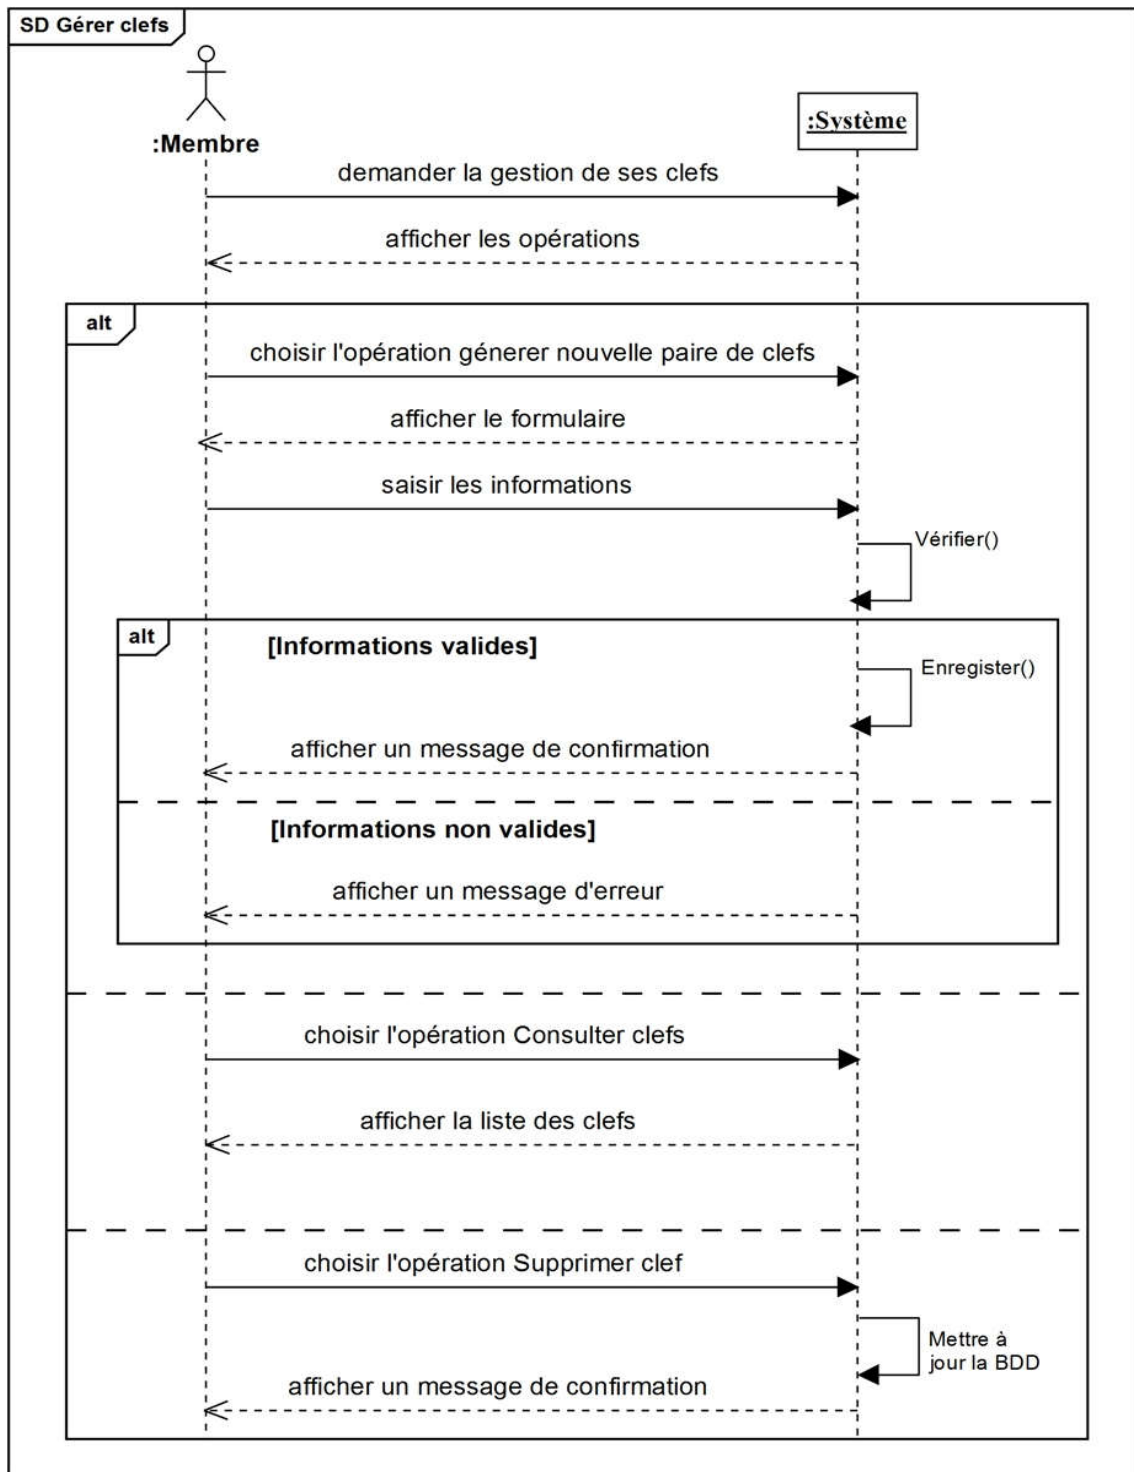 SD Gérer clefs
:Membre
:Système
demander la gestion de ses clefs
afficher les opérations
alt
choisir l'opération génerer nouvelle paire de clefs
afficher le formulaire
saisir les informations
Vérifier()
alt
[Informations valides]
Enregister()
afficher un message de confirmation
[Informations non valides]
afficher un message d'erreur
choisir l'opération Consulter clefs
afficher la liste des clefs
choisir l'opération Supprimer clef
Mettre à
jour la BDD
afficher un message de confirmation